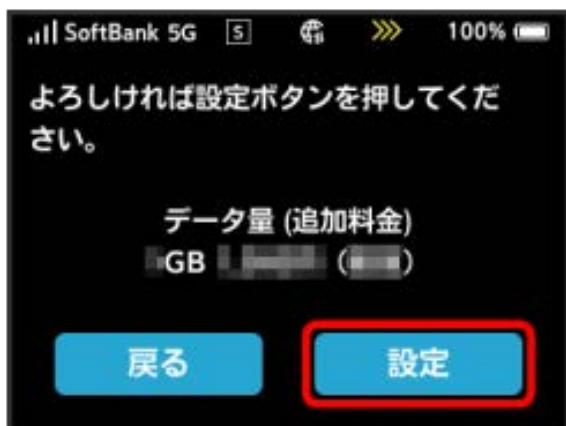 SoftBank 5G S 100%
よろしければ設定ボタンを押してくだ
さい。
データ量 (追加料金)
GB ( )
戻る 設定